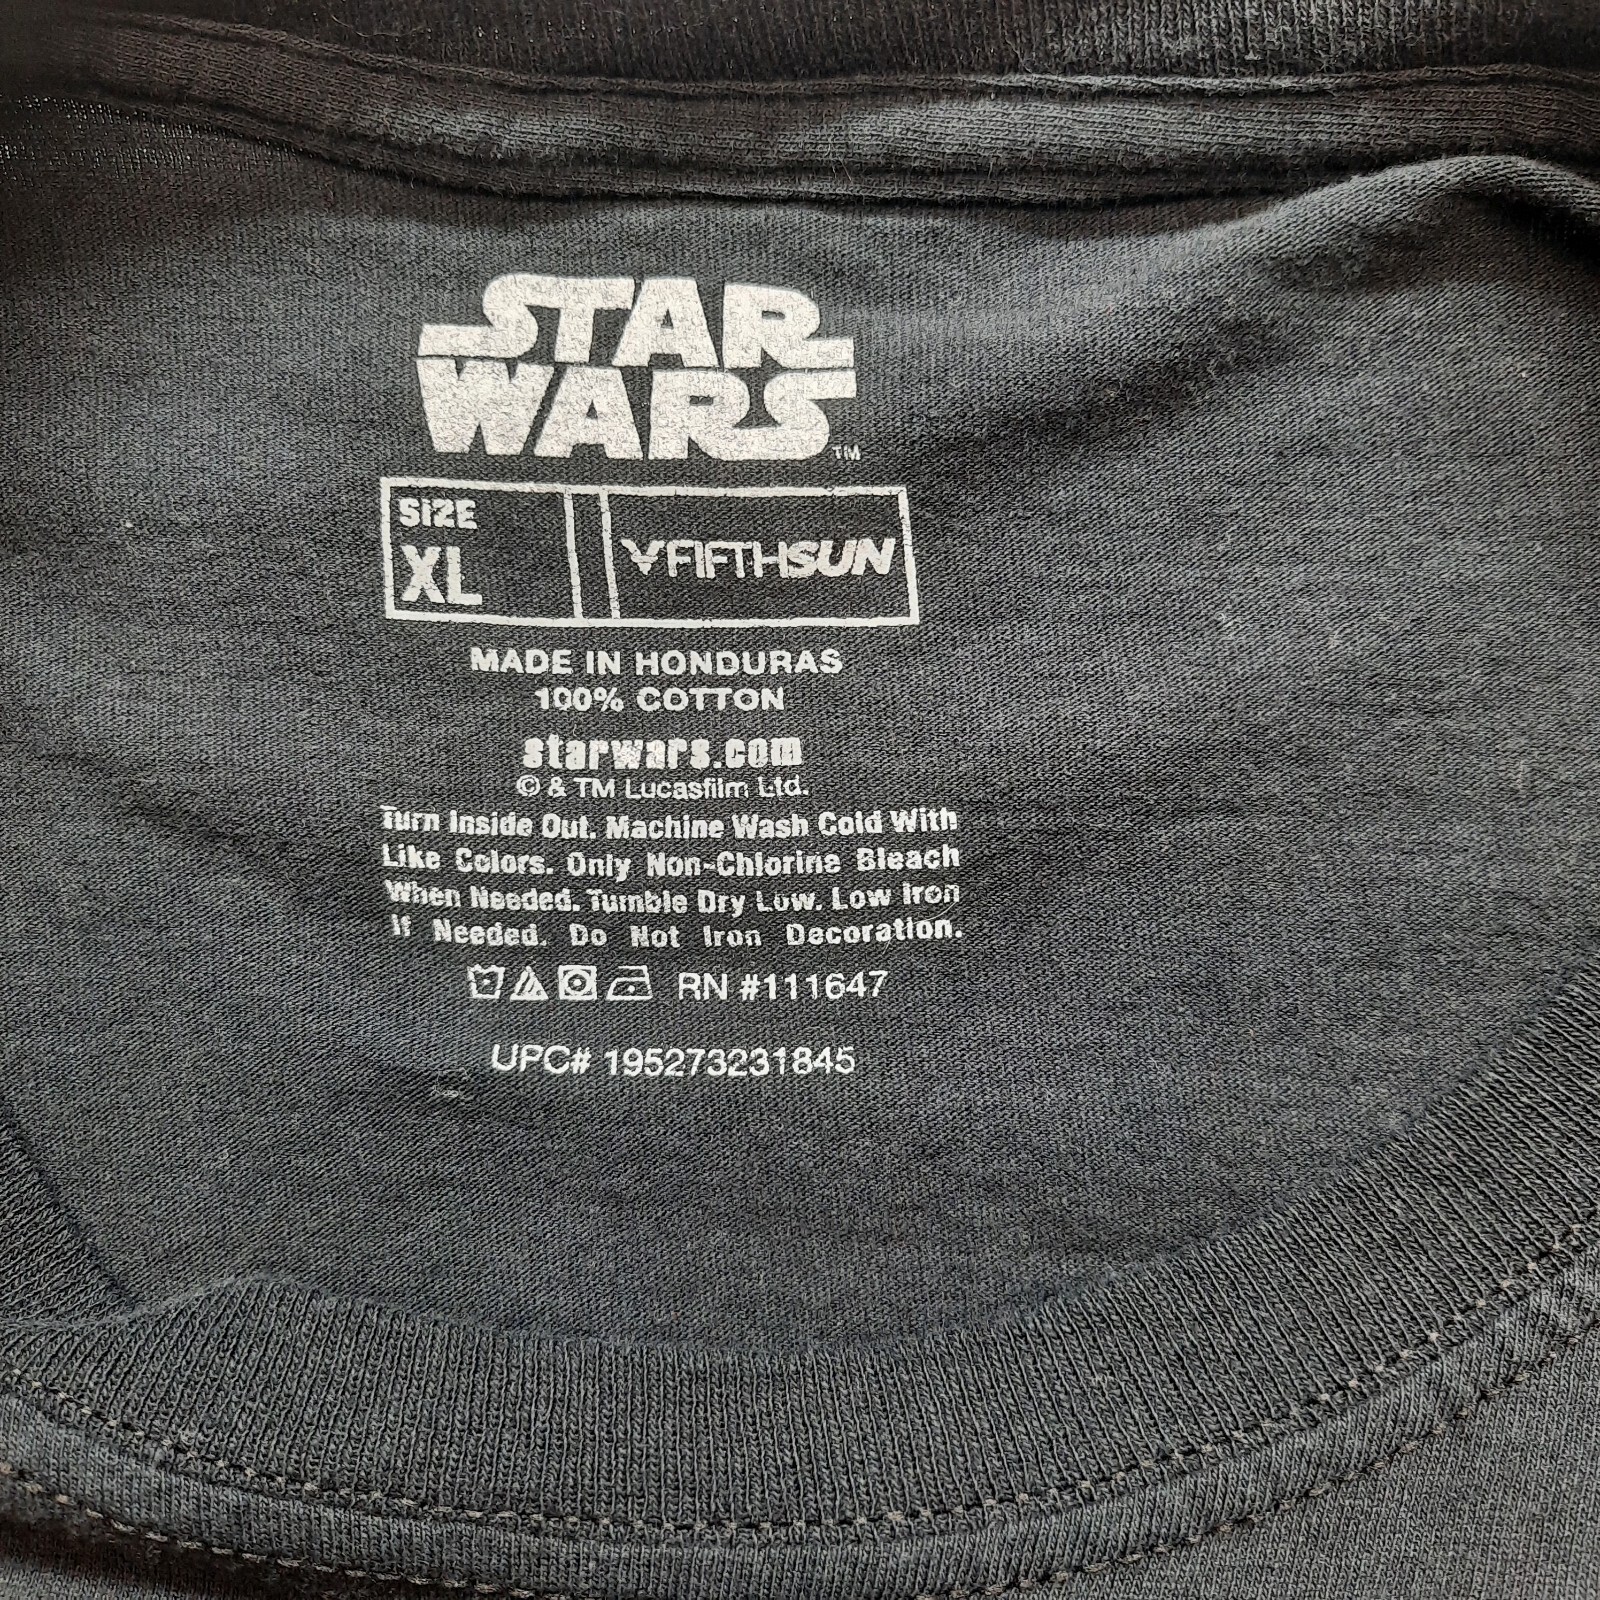 STAR
WARS™
SIZE
XL
FIFTHSUN
MADE IN HONDURAS
100% COTTON
starwars.com
© & TM Lucasfilm Ltd.
Turn Inside Out. Machine Wash Cold With
Like Colors. Only Non-Chlorine Bleach
When Needed. Tumble Dry Low. Low Iron
If Needed. Do Not Iron Decoration.
RN #111647
UPC# 195273231845